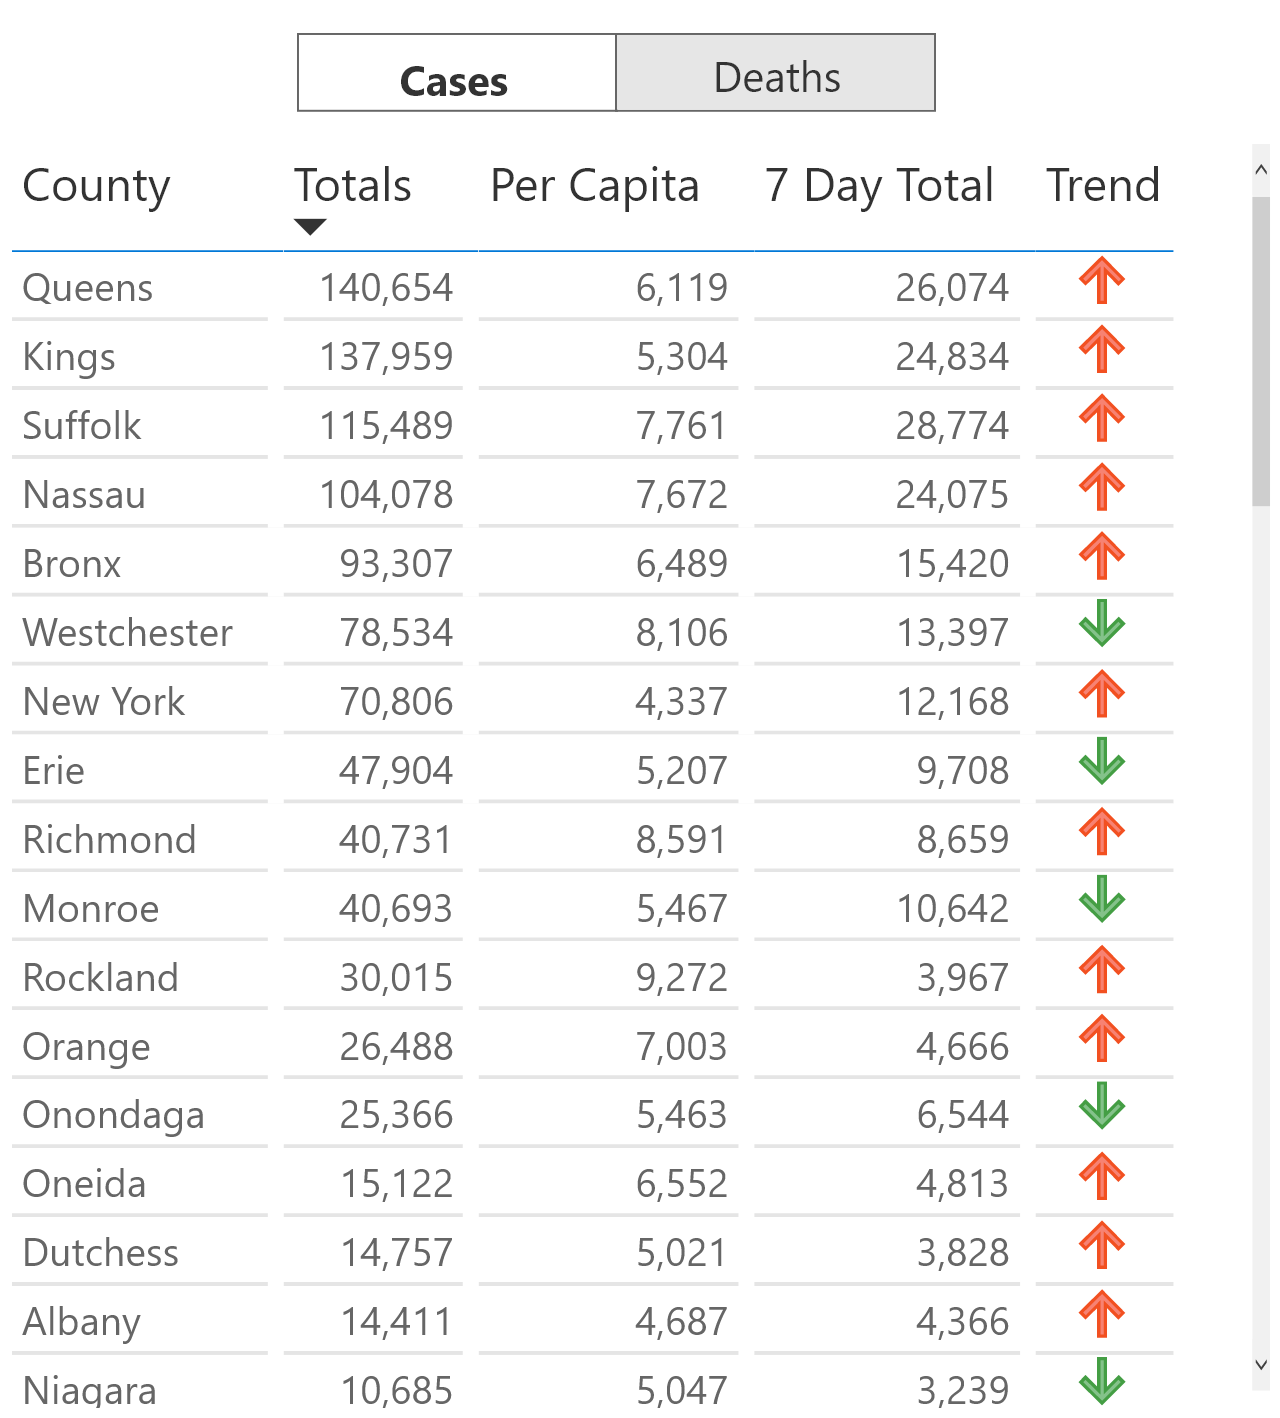 Cases Deaths
County Totals Per Capita 7 Day Total Trend
Queens 140,654 6,119 26,074
Kings 137,959 5,304 24,834
Suffolk 115,489 7,761 28,774
Nassau 104,078 7,672 24,075
Bronx 93,307 6,489 15,420
Westchester 78,534 8,106 13,397
New York 70,806 4,337 12,168
Erie 47,904 5,207 9,708
Richmond 40,731 8,591 8,659
Monroe 40,693 5,467 10,642
Rockland 30,015 9,272 3,967
Orange 26,488 7,003 4,666
Onondaga 25,366 5,463 6,544
Oneida 15,122 6,552 4,813
Dutchess 14,757 5,021 3,828
Albany 14,411 4,687 4,366
Niagara 10,685 5,047 3,239